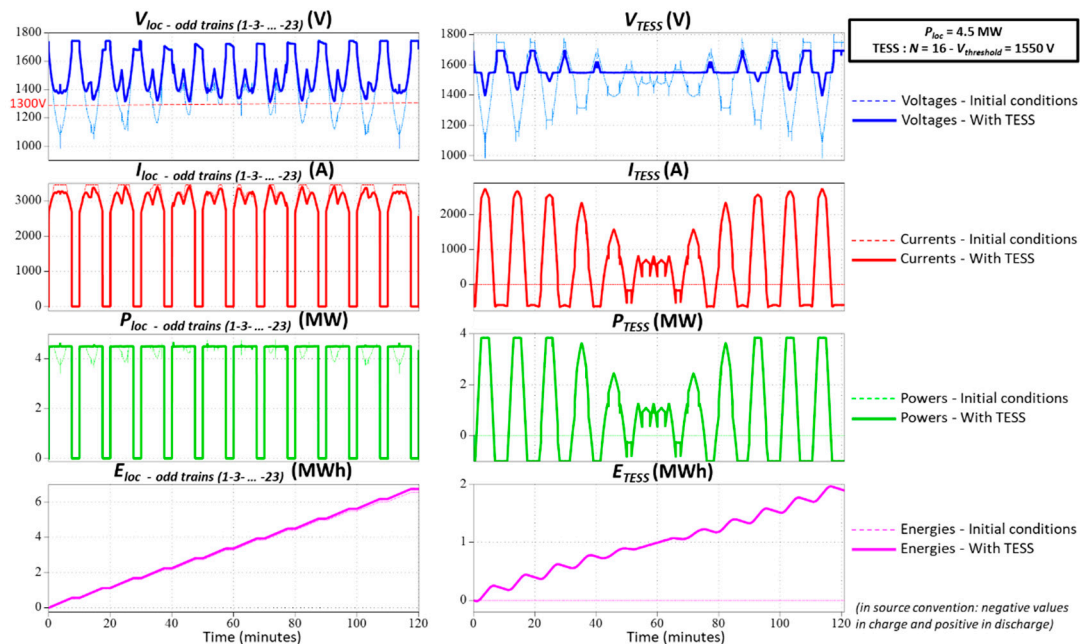 V_loc - odd trains (1-3- ... -23) (V)
1800
1600
1400
1300V
1200
1000
V_TESS (V)
1800
1600
1400
1200
1000
P_loc = 4.5 MW
TESS : N = 16 - V_threshold = 1550 V
Voltages - Initial conditions
Voltages - With TESS
I_loc - odd trains (1-3- ... -23) (A)
3000
2000
1000
0
I_TESS (A)
2000
1000
0
Currents - Initial conditions
Currents - With TESS
P_loc - odd trains (1-3- ... -23) (MW)
4
2
0
P_TESS (MW)
4
2
0
Powers - Initial conditions
Powers - With TESS
E_loc - odd trains (1-3- ... -23) (MWh)
6
4
2
0
0 20 40 60 80 100 120
Time (minutes)
E_TESS (MWh)
2
1
0
0 20 40 60 80 100 120
Time (minutes)
Energies - Initial conditions
Energies - With TESS
(in source convention: negative values
in charge and positive in discharge)